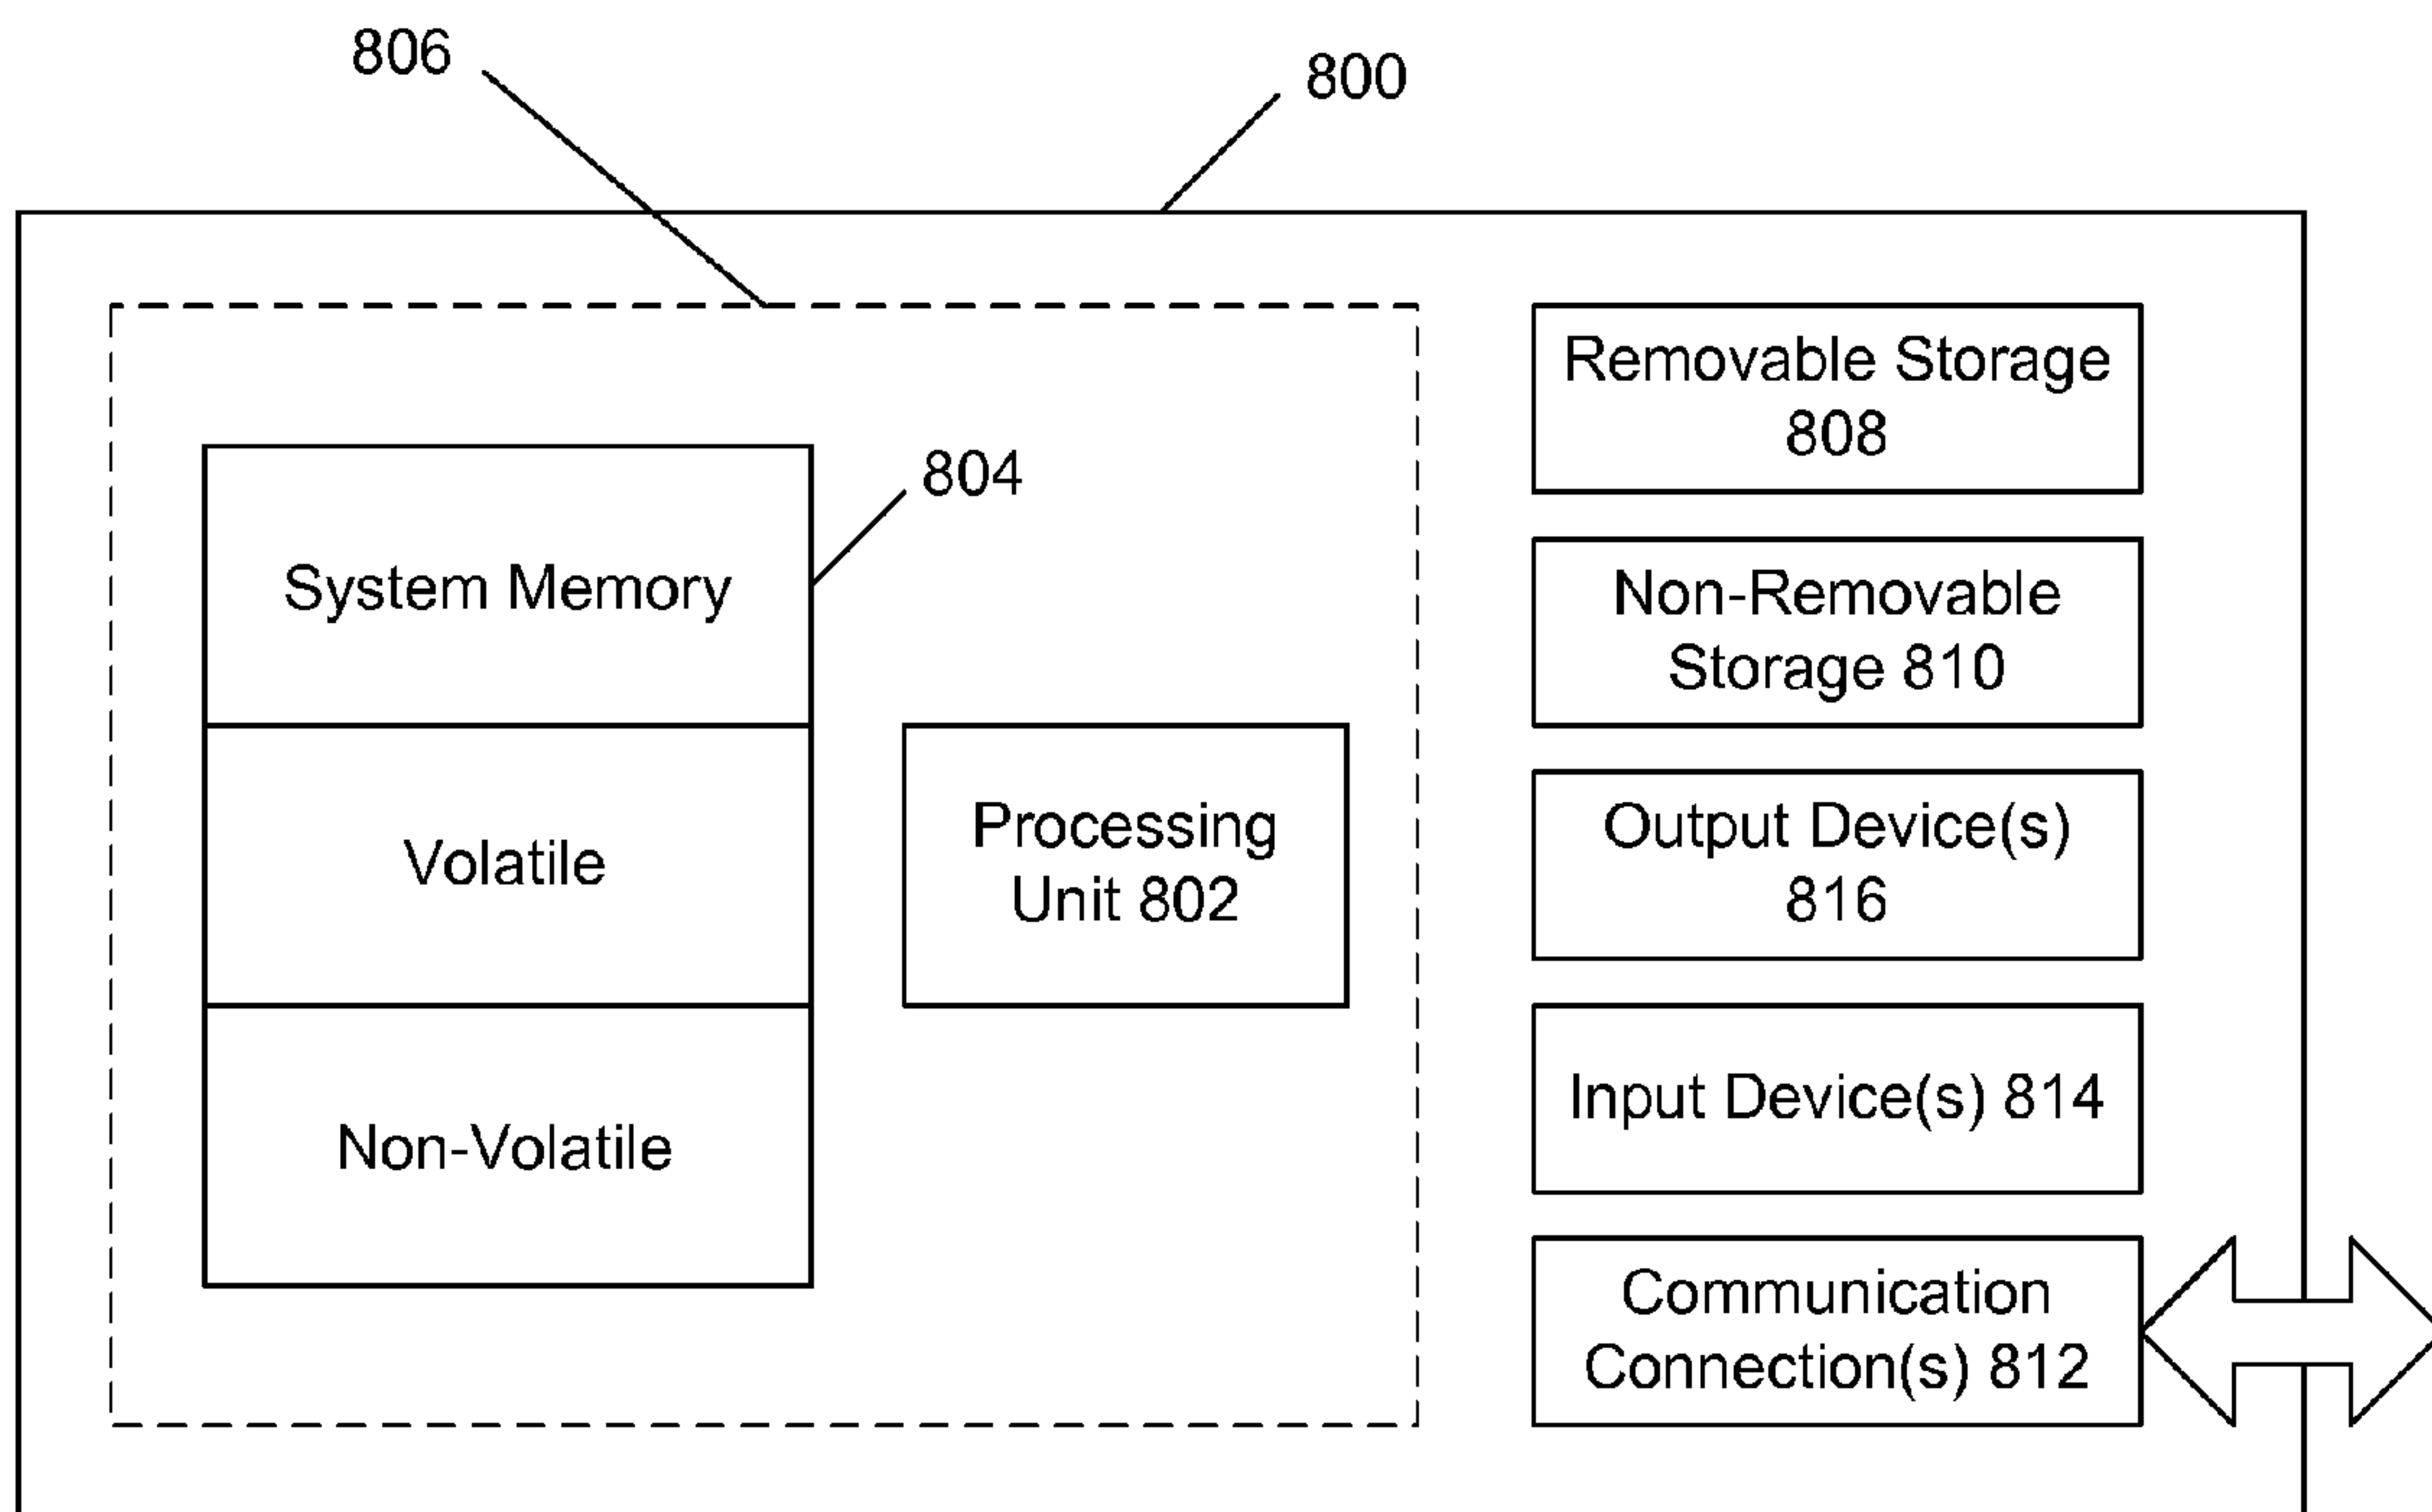 806
800
Removable Storage
808
804
System Memory
Non-Removable
Storage 810
Volatile
Processing
Unit 802
Output Device(s)
816
Non-Volatile
Input Device(s) 814
Communication
Connection(s) 812